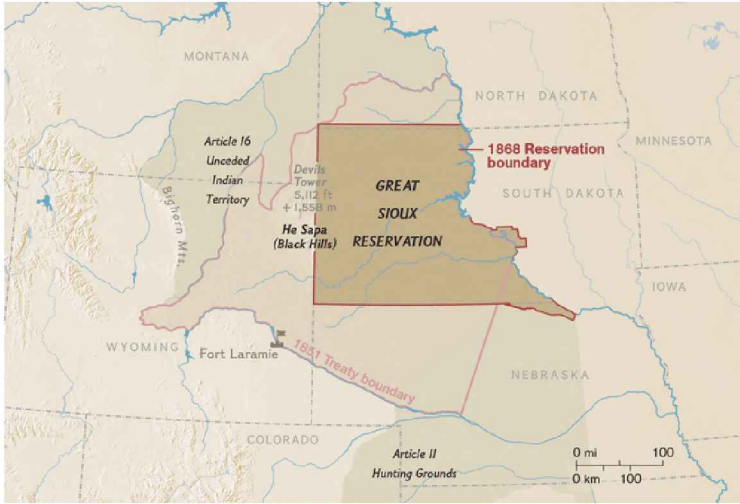 MONTANA
NORTH DAKOTA
MINNESOTA
Article 16
Unceded
Indian
Territory
1868 Reservation
boundary
Devils
Tower
5,112 ft
+1,558 m
GREAT
SIOUX
RESERVATION
SOUTH DAKOTA
Bighorn Mts.
He Sapa
(Black Hills)
IOWA
WYOMING
Fort Laramie
1851 Treaty boundary
NEBRASKA
COLORADO
Article II
Hunting Grounds
0 mi 100
0 km 100